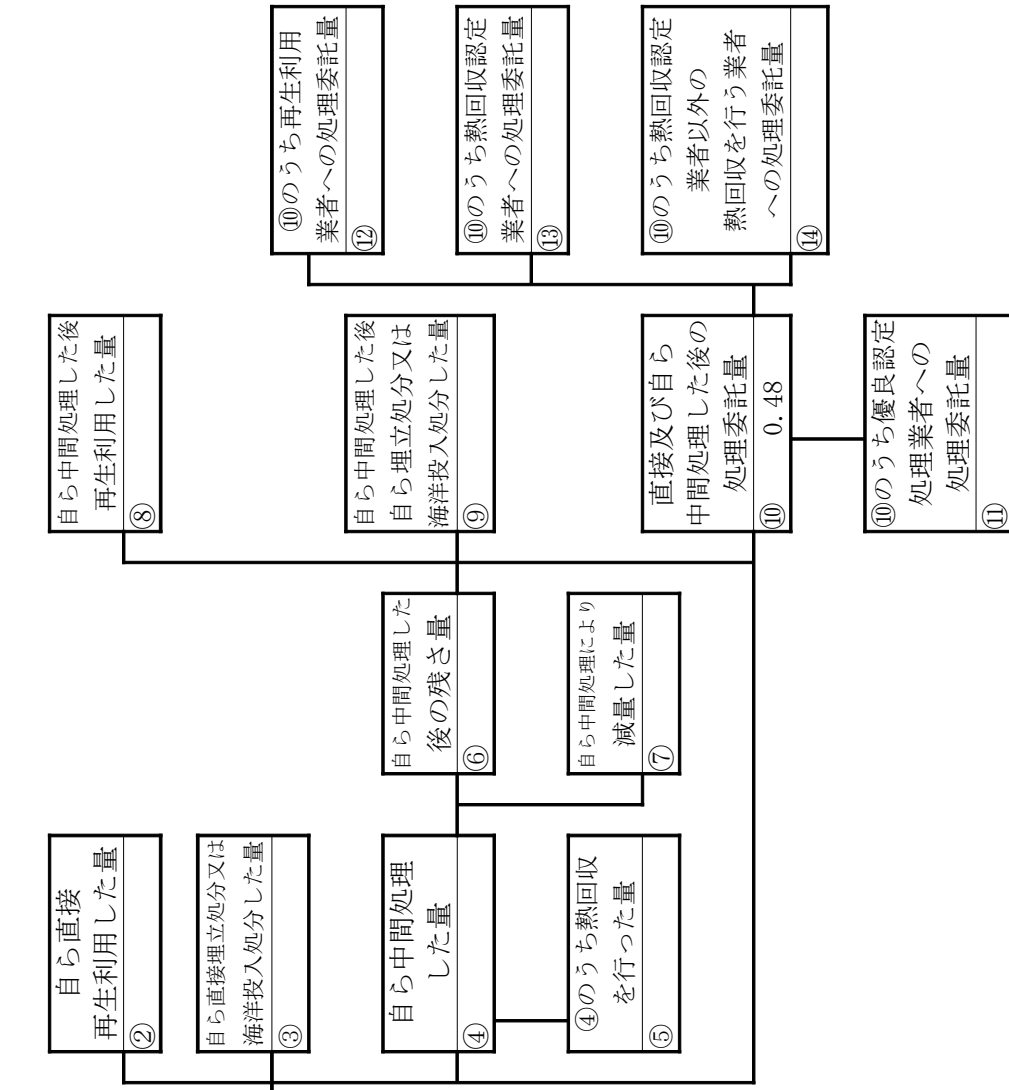 自ら直接
再生利用した量
②
自ら直接埋立処分又は
海洋投入処分した量
③
自ら中間処理
した量
④
④のうち熱回収
を行った量
⑤
自ら中間処理した
後の残さ量
⑥
自ら中間処理により
減量した量
⑦
自ら中間処理した後
再生利用した量
⑧
自ら中間処理した後
自ら埋立処分又は
海洋投入処分した量
⑨
直接及び自ら
中間処理した後の
処理委託量
⑩ 0.48
⑩のうち優良認定
処理業者への
処理委託量
⑪
⑩のうち再生利用
業者への処理委託量
⑫
⑩のうち熱回収認定
業者への処理委託量
⑬
⑩のうち熱回収認定
業者以外の
熱回収を行う業者
への処理委託量
⑭